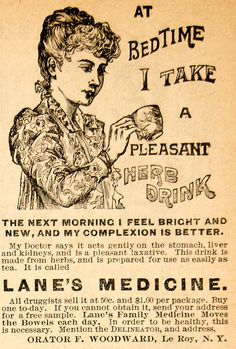 AT
BEDTIME
I TAKE
A
PLEASANT
HERB
DRINK
THE NEXT MORNING I FEEL BRIGHT AND
NEW, AND MY COMPLEXION IS BETTER.
My Doctor says it acts gently on the stomach, liver
and kidneys, and is a pleasant laxative. This drink is
made from herbs, and is prepared for use as easily as
tea. It is called
LANE'S MEDICINE.
All druggists sell it at 50c. and $1.00 per package. Buy
one to-day. If you cannot obtain it, send your address
for a free sample. Lane's Family Medicine Moves
the Bowels each day. In order to be healthy, this
is necessary. Mention the DELINEATOR, and address,
ORATOR F. WOODWARD, Le Roy, N. Y.